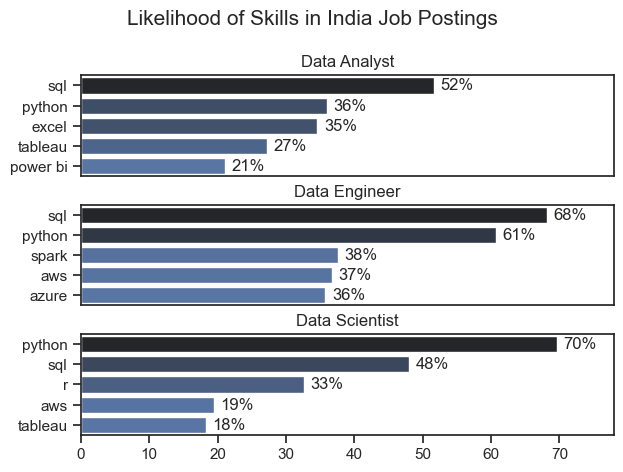 Likelihood of Skills in India Job Postings
Data Analyst
sql 52%
python 36%
excel 35%
tableau 27%
power bi 21%
Data Engineer
sql 68%
python 61%
spark 38%
aws 37%
azure 36%
Data Scientist
python 70%
sql 48%
r 33%
aws 19%
tableau 18%
0 10 20 30 40 50 60 70